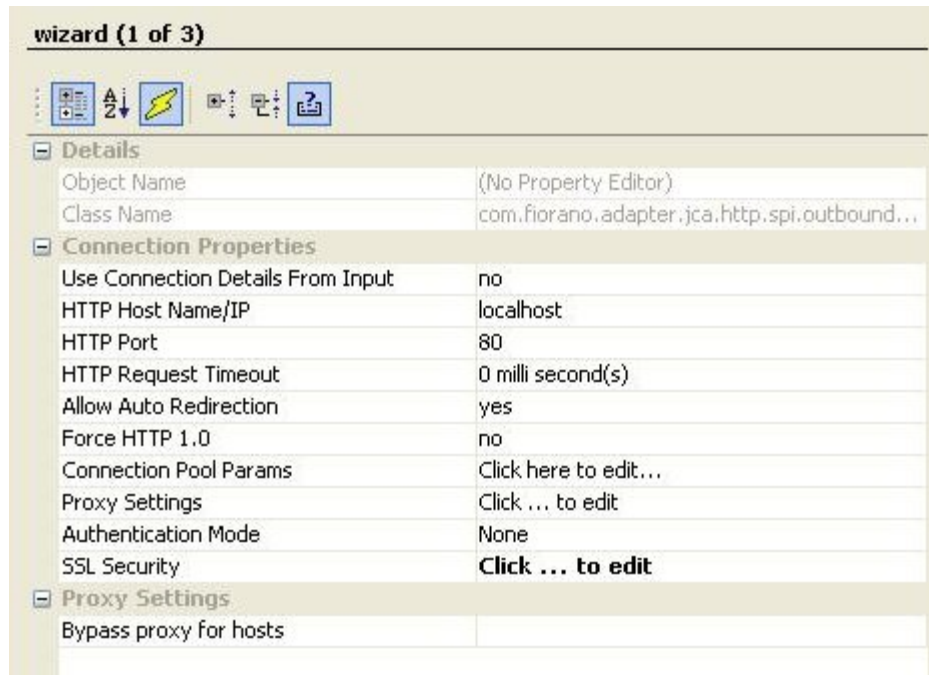 wizard (1 of 3)
Details
Object Name (No Property Editor)
Class Name com.fiorano.adapter.jca.http.spi.outbound...
Connection Properties
Use Connection Details From Input no
HTTP Host Name/IP localhost
HTTP Port 80
HTTP Request Timeout 0 milli second(s)
Allow Auto Redirection yes
Force HTTP 1.0 no
Connection Pool Params Click here to edit...
Proxy Settings Click ... to edit
Authentication Mode None
SSL Security Click ... to edit
Proxy Settings
Bypass proxy for hosts